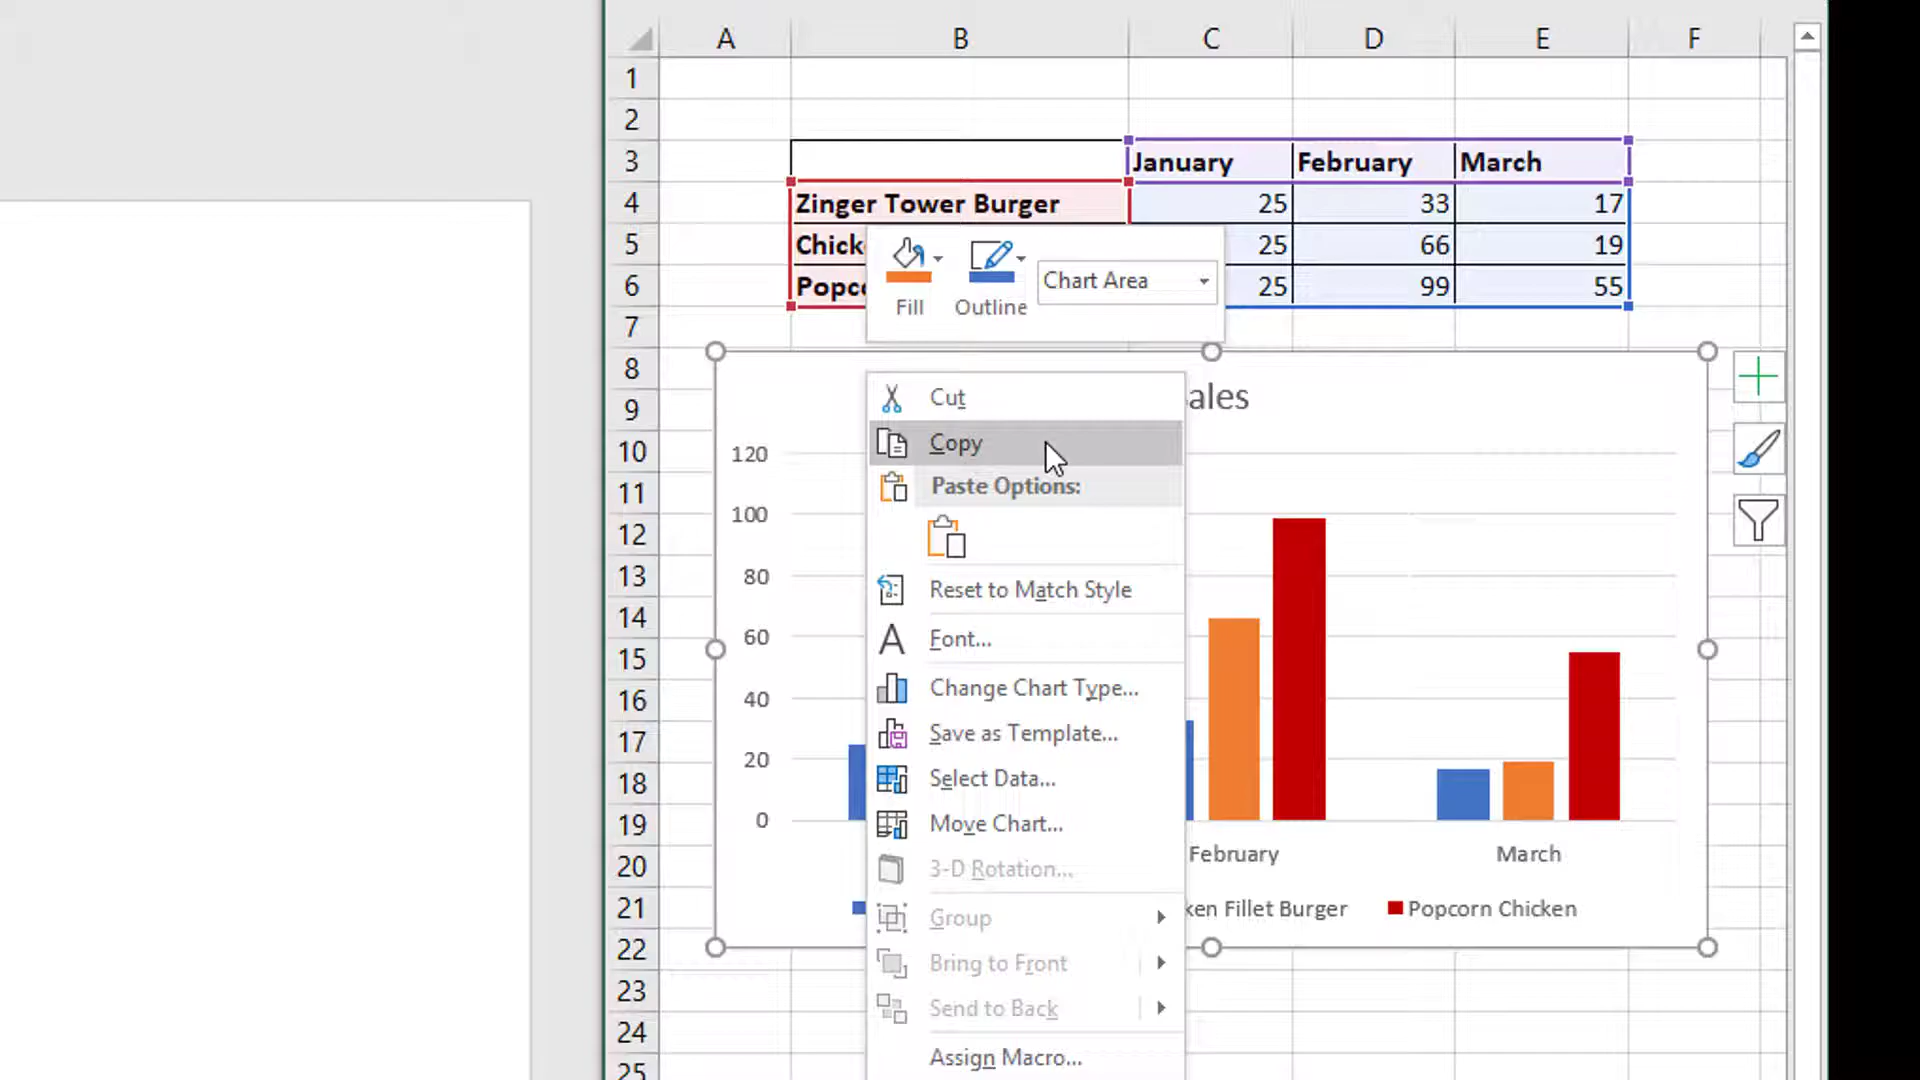 A B C D E F
1
2
3 January February March
4 Zinger Tower Burger 25 33 17
5 Chick 25 66 19
6 Popc 25 99 55
Fill Outline Chart Area
7
8
9 ales
Cut
10
120
Copy
11
Paste Options:
100
12
13
80
Reset to Match Style
14
60
Font...
15
16
40
Change Chart Type...
17
Save as Template...
20
18
Select Data...
19
0
Move Chart...
20
3-D Rotation...
February March
21
Group
ken Fillet Burger Popcorn Chicken
22
Bring to Front
23
Send to Back
24
Assign Macro...
25